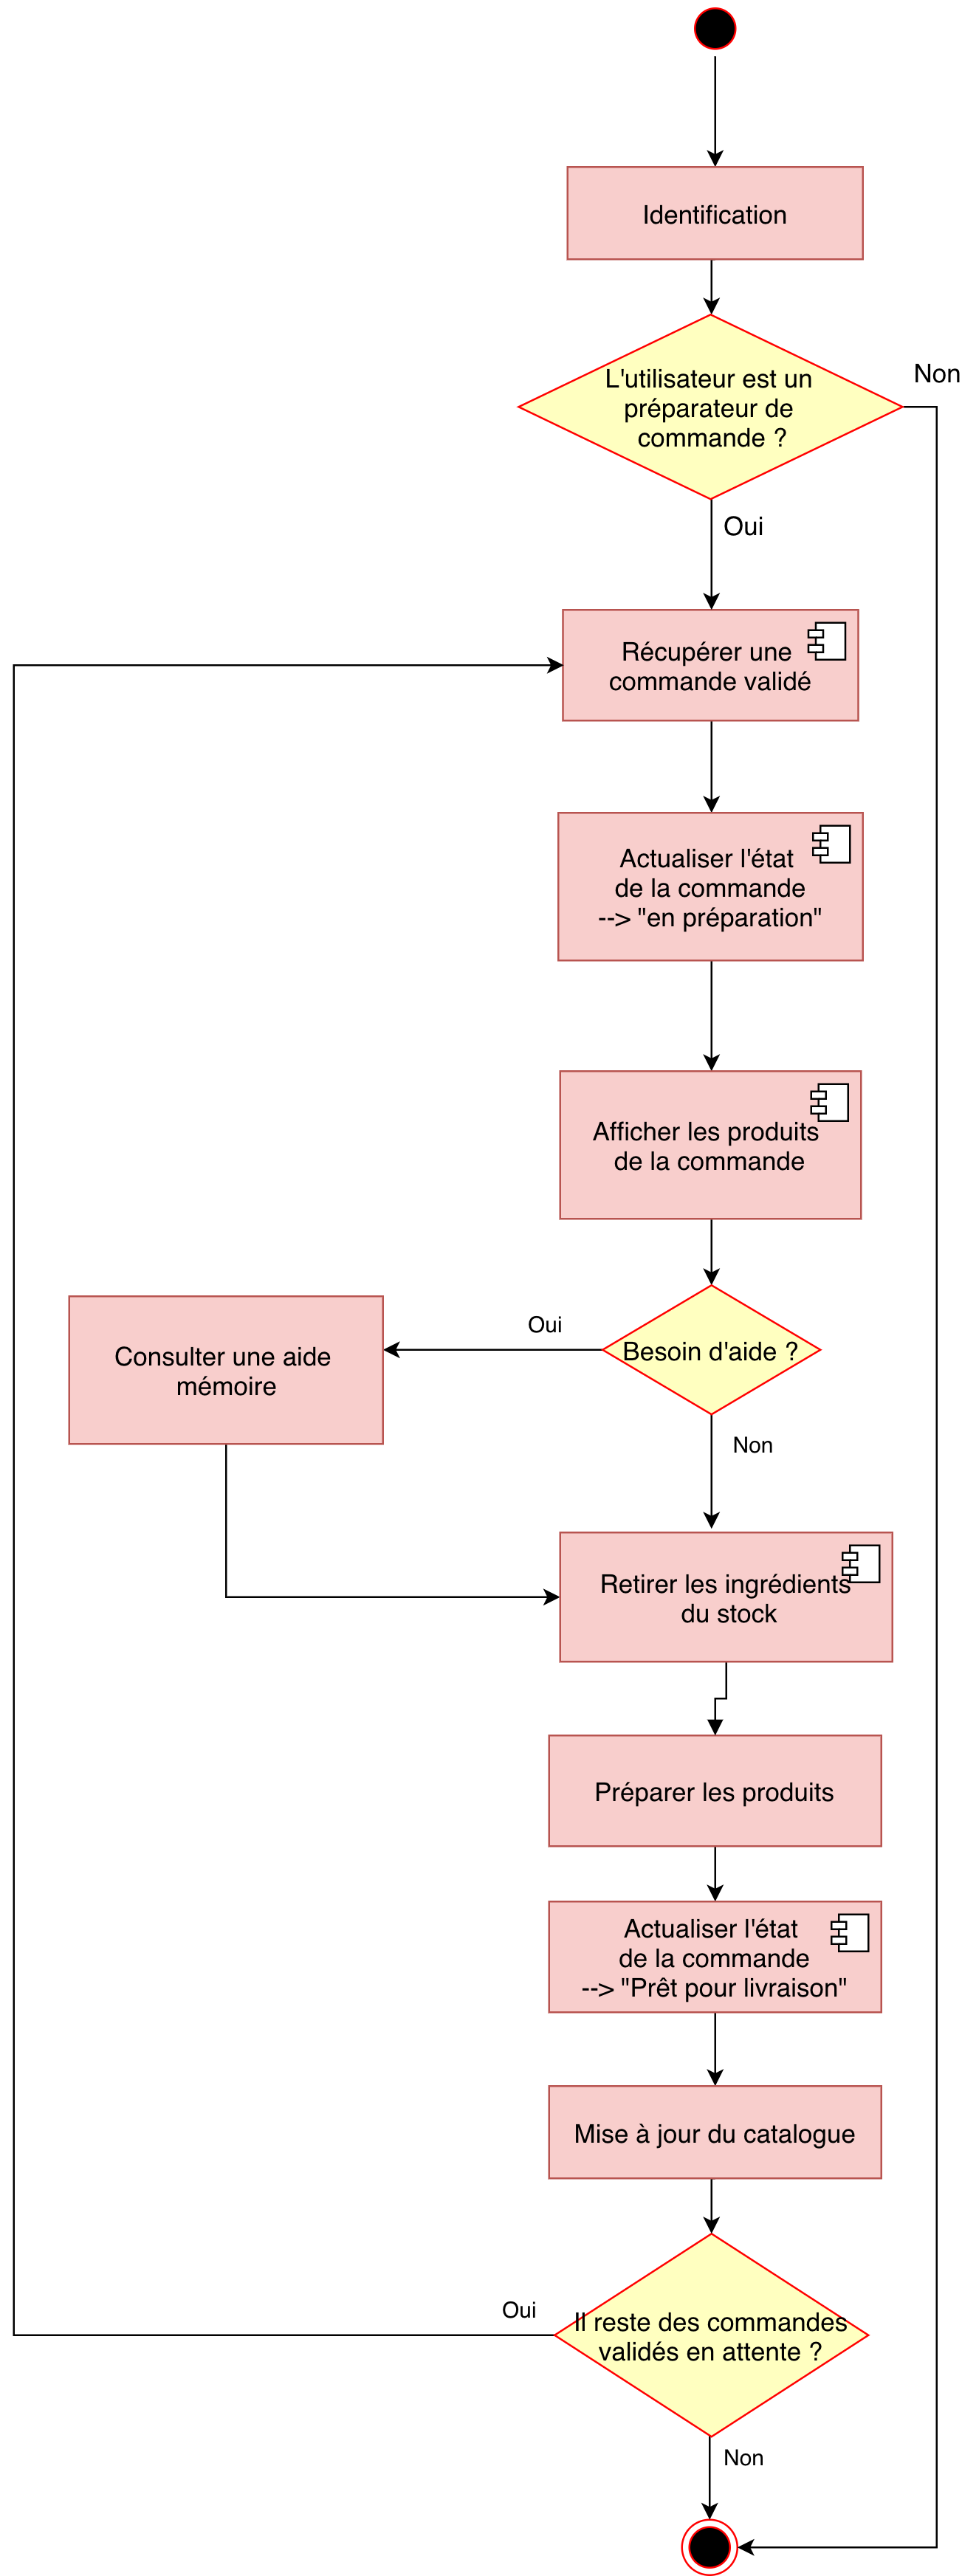 Identification
L'utilisateur est un
préparateur de
commande ?
Non
Oui
Récupérer une
commande validé
Actualiser l'état
de la commande
--> "en préparation"
Afficher les produits
de la commande
Oui
Besoin d'aide ?
Consulter une aide
mémoire
Non
Retirer les ingrédients
du stock
Préparer les produits
Actualiser l'état
de la commande
--> "Prêt pour livraison"
Mise à jour du catalogue
Oui
Il reste des commandes
validés en attente ?
Non